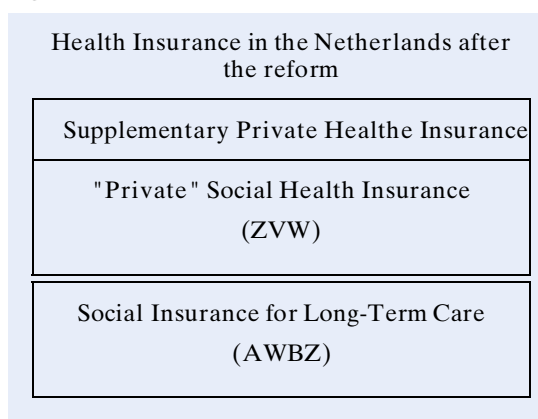 Health Insurance in the Netherlands after
the reform
Supplementary Private Healthe Insurance
"Private" Social Health Insurance
(ZVW)
Social Insurance for Long-Term Care
(AWBZ)